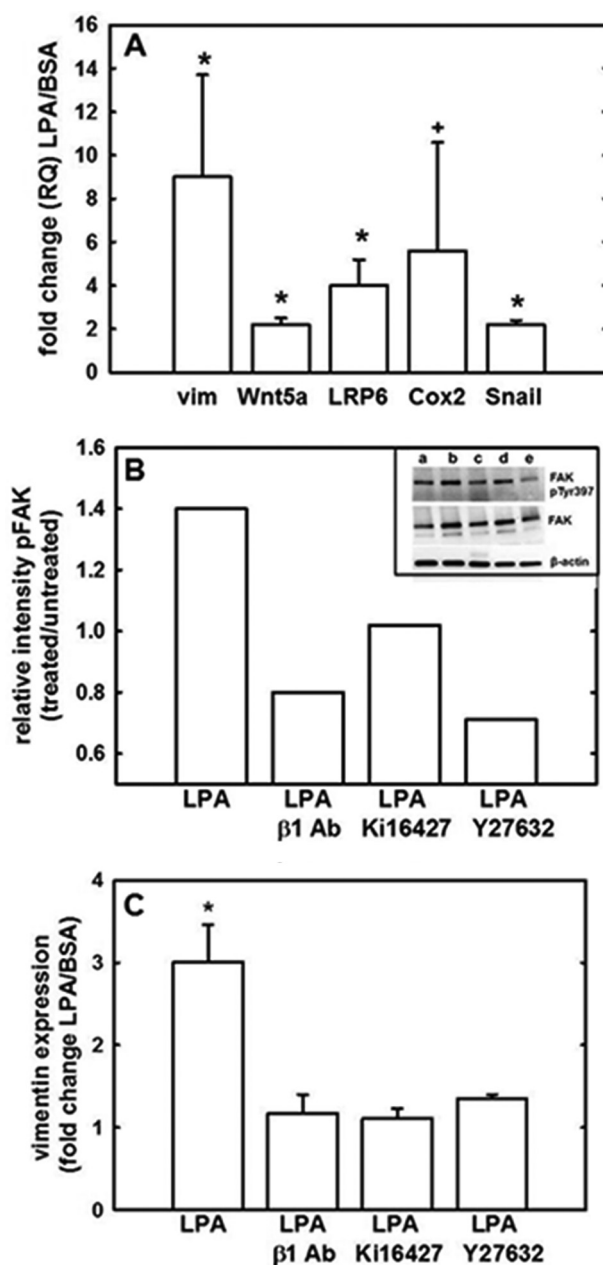 A
fold change (RQ) LPA/BSA
16
14
12
10
8
6
4
2
0
*
*
*
+
*
vim Wnt5a LRP6 Cox2 Snail
B
relative intensity pFAK
(treated/untreated)
1.6
1.4
1.2
1.0
0.8
0.6
a b c d e
FAK
pTyr397
FAK
β-actin
LPA LPA LPA LPA
β1 Ab Ki16427 Y27632
C
vimentin expression
(fold change LPA/BSA)
4
3
2
1
0
*
LPA LPA LPA LPA
β1 Ab Ki16427 Y27632